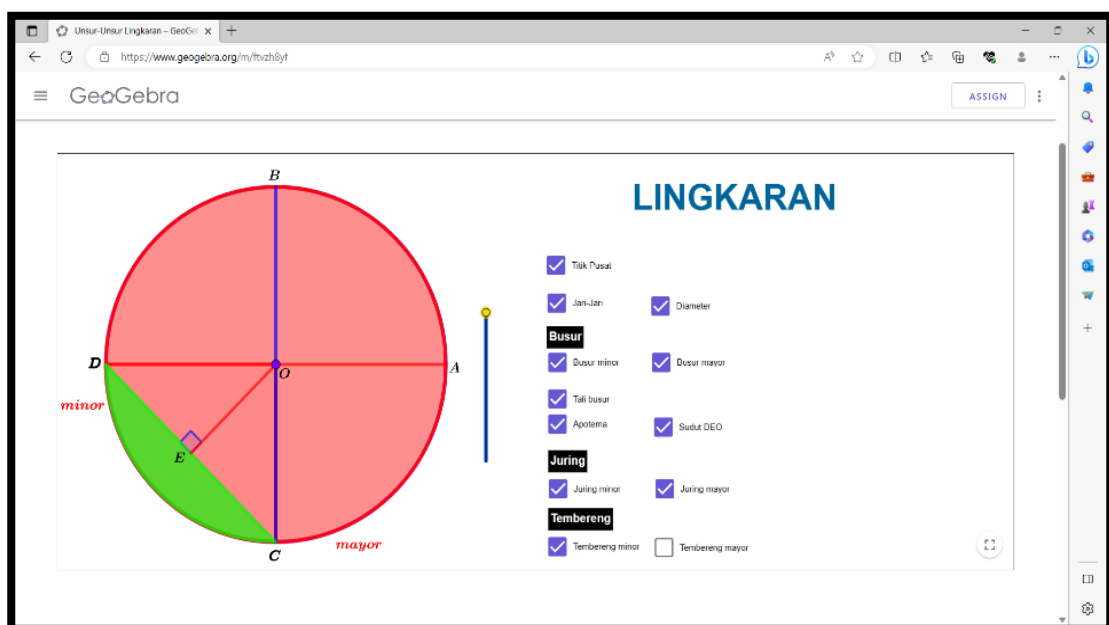 Unsur-Unsur Lingkaran – GeoGe
https://www.geogebra.org/m/ftvzh8yf
GeoGebra
ASSIGN
LINGKARAN
B
D
O
A
minor
E
C
mayor
Titik Pusat
Jari-Jari
Diameter
Busur
Busur minor
Busur mayor
Tali busur
Apotema
Sudut DEO
Juring
Juring minor
Juring mayor
Tembereng
Tembereng minor
Tembereng mayor